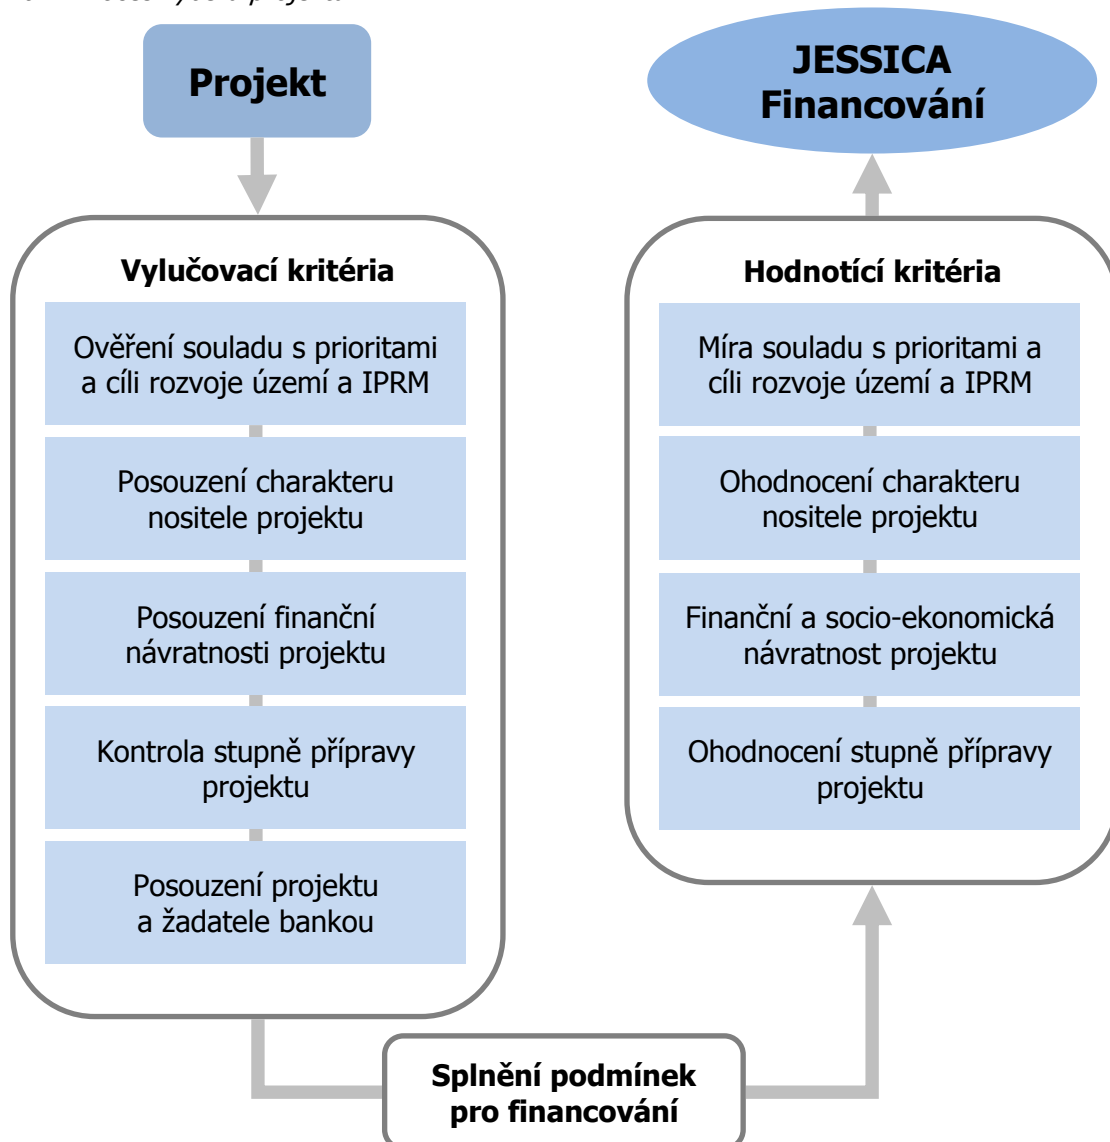 Projekt
Vylučovací kritéria
Ověření souladu s prioritami
a cíli rozvoje území a IPRM
Posouzení charakteru
nositele projektu
Posouzení finanční
návratnosti projektu
Kontrola stupně přípravy
projektu
Posouzení projektu
a žadatele bankou
Splnění podmínek
pro financování
Hodnotící kritéria
Míra souladu s prioritami a
cíli rozvoje území a IPRM
Ohodnocení charakteru
nositele projektu
Finanční a socio-ekonomická
návratnost projektu
Ohodnocení stupně přípravy
projektu
JESSICA
Financování